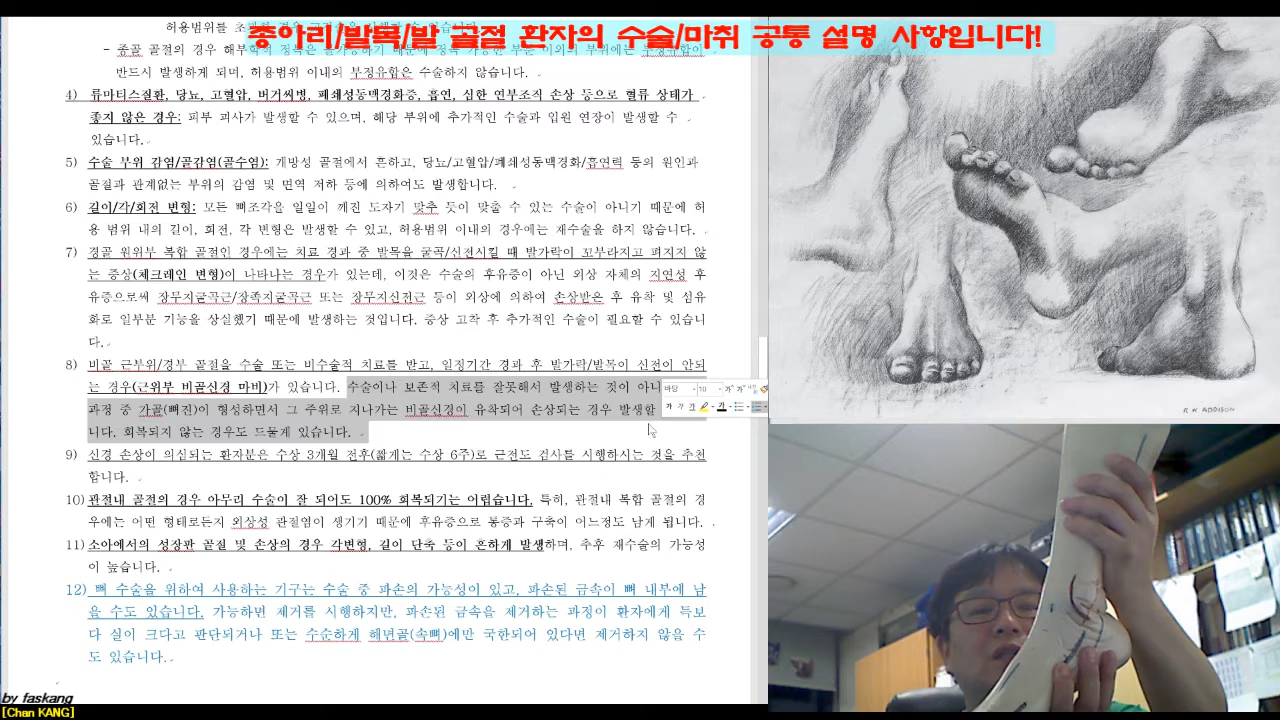 종아리/발목/발 골절 환자의 수술/마취 공통 설명 사항입니다!
반드시 발생하게 되며, 허용범위 이내의 부정유합은 수술하지 않습니다.
4) 류마티스질환, 당뇨, 고혈압, 버거씨병, 폐쇄성동맥경화증, 흡연, 심한 연부조직 손상 등으로 혈류 상태가
좋지 않은 경우: 피부 괴사가 발생할 수 있으며, 해당 부위에 추가적인 수술과 입원 연장이 발생할 수
있습니다.
5) 수술 부위 감염/골감염(골수염): 개방성 골절에서 흔하고, 당뇨/고혈압/폐쇄성동맥경화/흡연력 등의 원인과
골절과 관계없는 부위의 감염 및 면역 저하 등에 의하여도 발생합니다.
6) 길이/각/회전 변형: 모든 뼈조각을 일일이 깨진 도자기 맞추 듯이 맞출 수 있는 수술이 아니기 때문에 허
용 범위 내의 길이, 회전, 각 변형은 발생할 수 있고, 허용범위 이내의 경우에는 재수술을 하지 않습니다.
7) 경골 원위부 복합 골절인 경우에는 치료 경과 중 발목을 굴곡/신전시킬 때 발가락이 꼬부라지고 펴지지 않
는 증상(체크레인 변형)이 나타나는 경우가 있는데, 이것은 수술의 후유증이 아닌 외상 자체의 지연성 후
유증으로써 장무지굴곡근/장족지굴곡근 또는 장무지신전근 등이 외상에 의하여 손상받은 후 유착 및 섬유
화로 일부분 기능을 상실했기 때문에 발생하는 것입니다. 증상 고착 후 추가적인 수술이 필요할 수 있습니
다.
8) 비골 근부위/경부 골절을 수술 또는 비수술적 치료를 받고, 일정기간 경과 후 발가락/발목이 신전이 안되
는 경우(근위부 비골신경 마비)가 있습니다. 수술이나 보존적 치료를 잘못해서 발생하는 것이 아니
과정 중 가골(뼈진)이 형성하면서 그 주위로 지나가는 비골신경이 되어 손상되는 경우 발생할
니다. 회복되지 않는 경우도 드물게 있습니다.
9) 신경 손상이 의심되는 환자분은 수상 3개월 전후(짧게는 수상 6주)로 근전도 검사를 시행하시는 것을 추천
합니다.
10) 관절내 골절의 경우 아무리 수술이 잘 되어도 100% 회복되기는 어렵습니다. 특히, 관절내 복합 골절의 경
우에는 어떤 형태로든지 외상성 관절염이 생기기 때문에 후유증으로 통증과 구축이 어느정도 남게 됩니다.
11) 소아에서의 성장판 골절 및 손상의 경우 각변형, 길이 단축 등이 흔하게 발생하며, 추후 재수술의 가능성
이 높습니다.
12) 뼈 수술을 위하여 사용하는 기구는 수술 중 파손의 가능성이 있고, 파손된 금속이 뼈 내부에 남
을 수도 있습니다. 가능하면 제거를 시행하지만, 파손된 금속을 제거하는 과정이 환자에게 득보
다 실이 크다고 판단되거나 또는 수순하게 해면골(속뼈)에만 국한되어 있다면 제거하지 않을 수
도 있습니다.
바탕 10
가 가 가 가
R W ADDISON
by faskang
[Chan KANG]